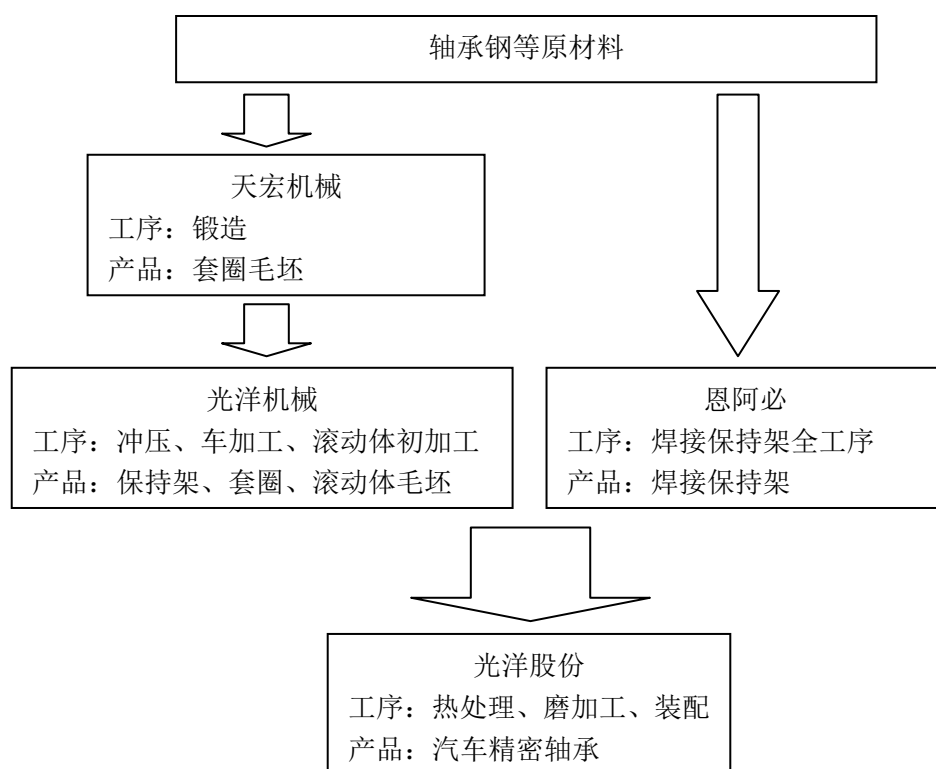 轴承钢等原材料
天宏机械
工序：锻造
产品：套圈毛坯
光洋机械
工序：冲压、车加工、滚动体初加工
产品：保持架、套圈、滚动体毛坯
恩阿必
工序：焊接保持架全工序
产品：焊接保持架
光洋股份
工序：热处理、磨加工、装配
产品：汽车精密轴承